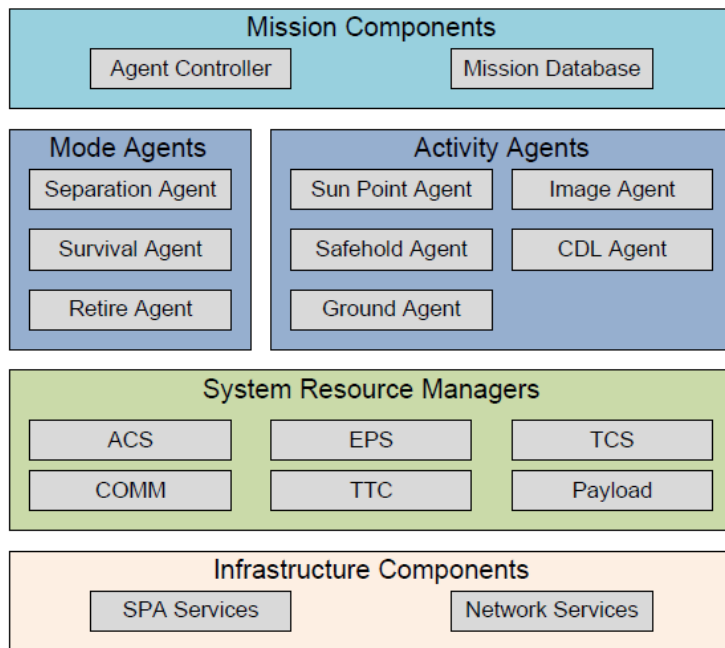 Mission Components
Agent Controller
Mission Database
Mode Agents
Separation Agent
Survival Agent
Retire Agent
Activity Agents
Sun Point Agent
Image Agent
Safehold Agent
CDL Agent
Ground Agent
System Resource Managers
ACS
EPS
TCS
COMM
TTC
Payload
Infrastructure Components
SPA Services
Network Services